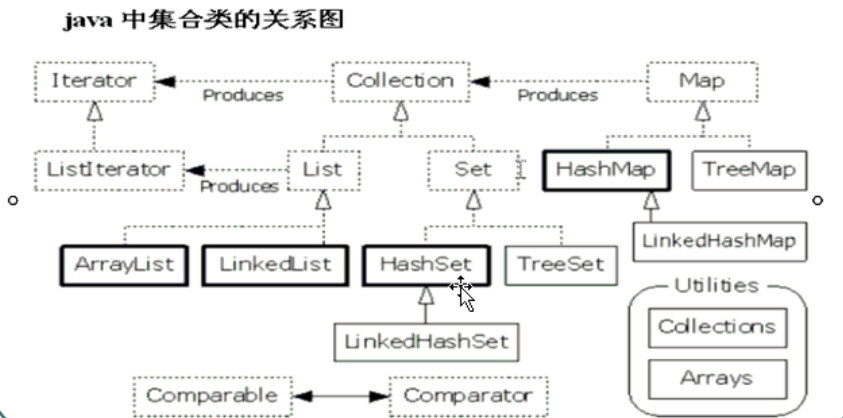 java 中集合类的关系图
Iterator
Collection
Map
Produces
Produces
ListIterator
List
Set
HashMap
TreeMap
Produces
LinkedHashMap
ArrayList
LinkedList
HashSet
TreeSet
Utilities
Collections
LinkedHashSet
Arrays
Comparable
Comparator